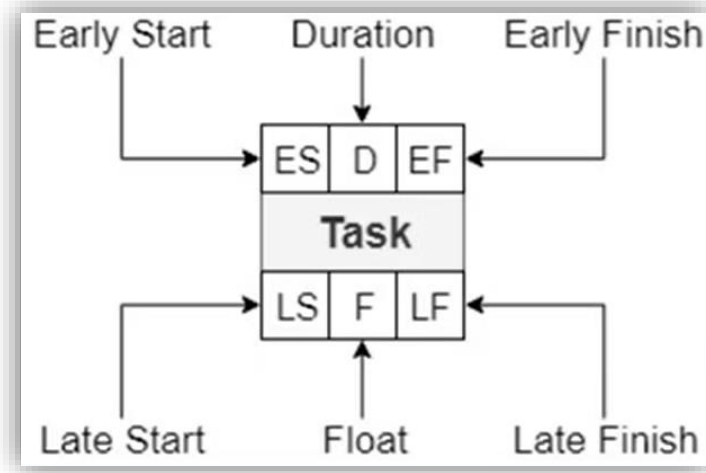 Early Start Duration Early Finish
ES D EF
Task
LS F LF
Late Start Float Late Finish